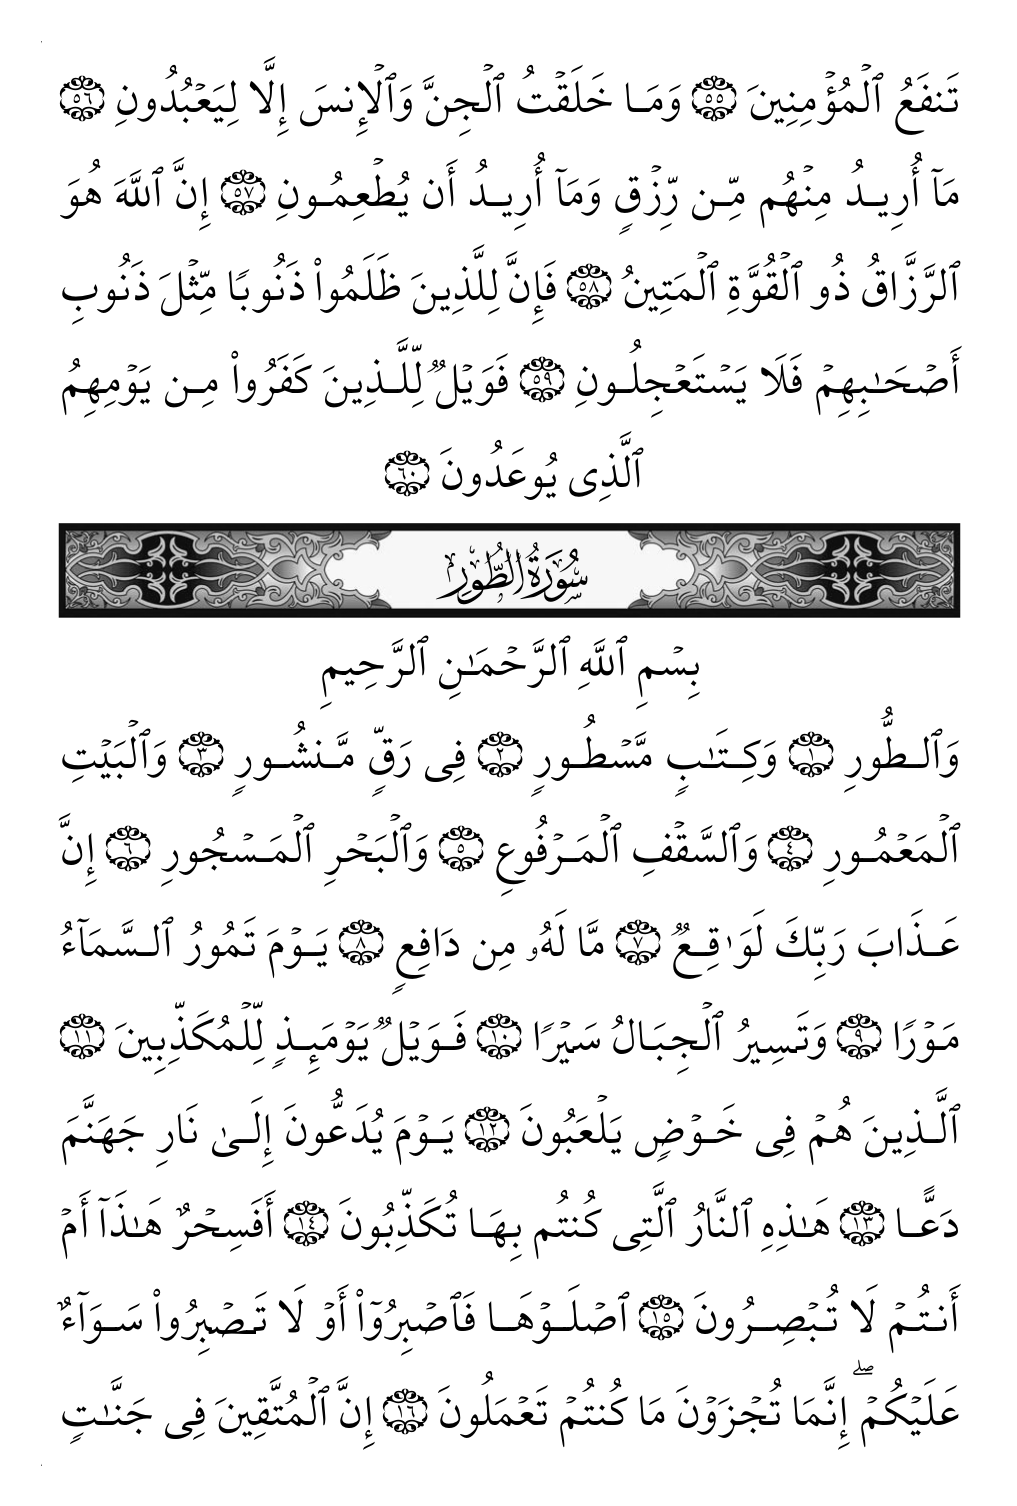 تَنفَعُ ٱلْمُؤْمِنِينَ ٥٥ وَمَا خَلَقْتُ ٱلْجِنَّ وَٱلْإِنسَ إِلَّا لِيَعْبُدُونِ ٥٦
مَآ أُرِيدُ مِنْهُم مِّن رِّزْقٍ وَمَآ أُرِيدُ أَن يُطْعِمُونِ ٥٧ إِنَّ ٱللَّهَ هُوَ
ٱلرَّزَّاقُ ذُو ٱلْقُوَّةِ ٱلْمَتِينُ ٥٨ فَإِنَّ لِلَّذِينَ ظَلَمُوا۟ ذَنُوبًا مِّثْلَ ذَنُوبِ
أَصْحَـٰبِهِمْ فَلَا يَسْتَعْجِلُونِ ٥٩ فَوَيْلٌ لِّلَّذِينَ كَفَرُوا۟ مِن يَوْمِهِمُ
ٱلَّذِى يُوعَدُونَ ٦٠
سُورَةُ الطُّورِ
بِسْمِ ٱللَّهِ ٱلرَّحْمَـٰنِ ٱلرَّحِيمِ
وَٱلطُّورِ ١ وَكِتَـٰبٍ مَّسْطُورٍ ٢ فِى رَقٍّ مَّنشُورٍ ٣ وَٱلْبَيْتِ
ٱلْمَعْمُورِ ٤ وَٱلسَّقْفِ ٱلْمَرْفُوعِ ٥ وَٱلْبَحْرِ ٱلْمَسْجُورِ ٦ إِنَّ
عَذَابَ رَبِّكَ لَوَٰقِعٌ ٧ مَّا لَهُۥ مِن دَافِعٍ ٨ يَوْمَ تَمُورُ ٱلسَّمَآءُ
مَوْرًا ٩ وَتَسِيرُ ٱلْجِبَالُ سَيْرًا ١٠ فَوَيْلٌ يَوْمَئِذٍ لِّلْمُكَذِّبِينَ ١١
ٱلَّذِينَ هُمْ فِى خَوْضٍ يَلْعَبُونَ ١٢ يَوْمَ يُدَعُّونَ إِلَىٰ نَارِ جَهَنَّمَ
دَعًّا ١٣ هَـٰذِهِ ٱلنَّارُ ٱلَّتِى كُنتُم بِهَا تُكَذِّبُونَ ١٤ أَفَسِحْرٌ هَـٰذَآ أَمْ
أَنتُمْ لَا تُبْصِرُونَ ١٥ ٱصْلَوْهَا فَٱصْبِرُوٓا۟ أَوْ لَا تَصْبِرُوا۟ سَوَآءٌ
عَلَيْكُمْ ۖ إِنَّمَا تُجْزَوْنَ مَا كُنتُمْ تَعْمَلُونَ ١٦ إِنَّ ٱلْمُتَّقِينَ فِى جَنَّـٰتٍ